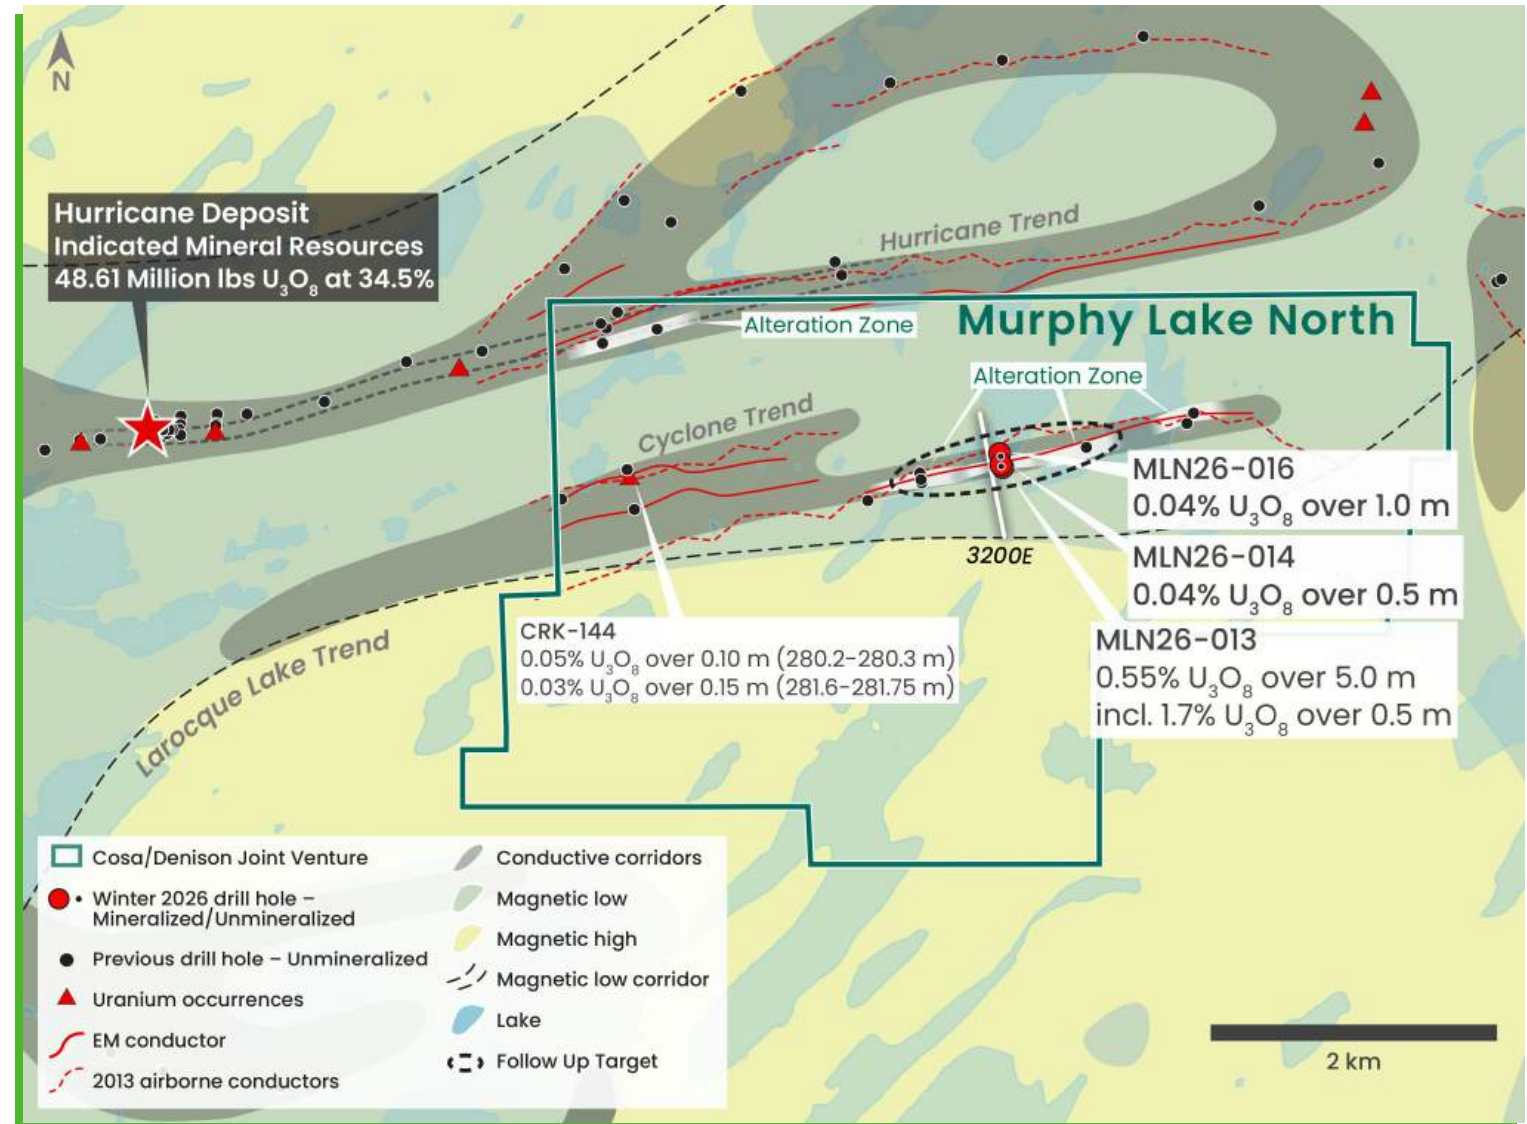 N
Hurricane Deposit
Indicated Mineral Resources
48.61 Million lbs U₃O₈ at 34.5%
Hurricane Trend
Alteration Zone
Murphy Lake North
Alteration Zone
Cyclone Trend
MLN26-016
0.04% U₃O₈ over 1.0 m
3200E
MLN26-014
0.04% U₃O₈ over 0.5 m
CRK-144
0.05% U₃O₈ over 0.10 m (280.2-280.3 m)
0.03% U₃O₈ over 0.15 m (281.6-281.75 m)
MLN26-013
0.55% U₃O₈ over 5.0 m
incl. 1.7% U₃O₈ over 0.5 m
Larocque Lake Trend
Cosa/Denison Joint Venture
Winter 2026 drill hole –
Mineralized/Unmineralized
Previous drill hole – Unmineralized
Uranium occurrences
EM conductor
2013 airborne conductors
Conductive corridors
Magnetic low
Magnetic high
Magnetic low corridor
Lake
Follow Up Target
2 km